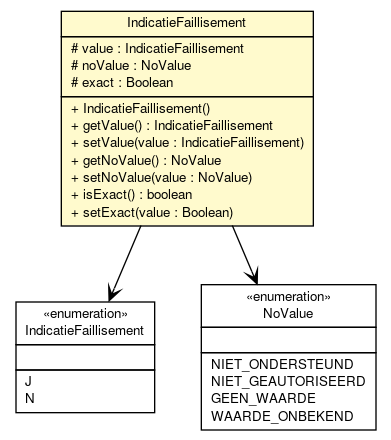 IndicatieFaillisement
# value : IndicatieFaillisement
# noValue : NoValue
# exact : Boolean
+ IndicatieFaillisement()
+ getValue() : IndicatieFaillisement
+ setValue(value : IndicatieFaillisement)
+ getNoValue() : NoValue
+ setNoValue(value : NoValue)
+ isExact() : boolean
+ setExact(value : Boolean)
«enumeration»
IndicatieFaillisement
J
N
«enumeration»
NoValue
NIET_ONDERSTEUND
NIET_GEAUTORISEERD
GEEN_WAARDE
WAARDE_ONBEKEND